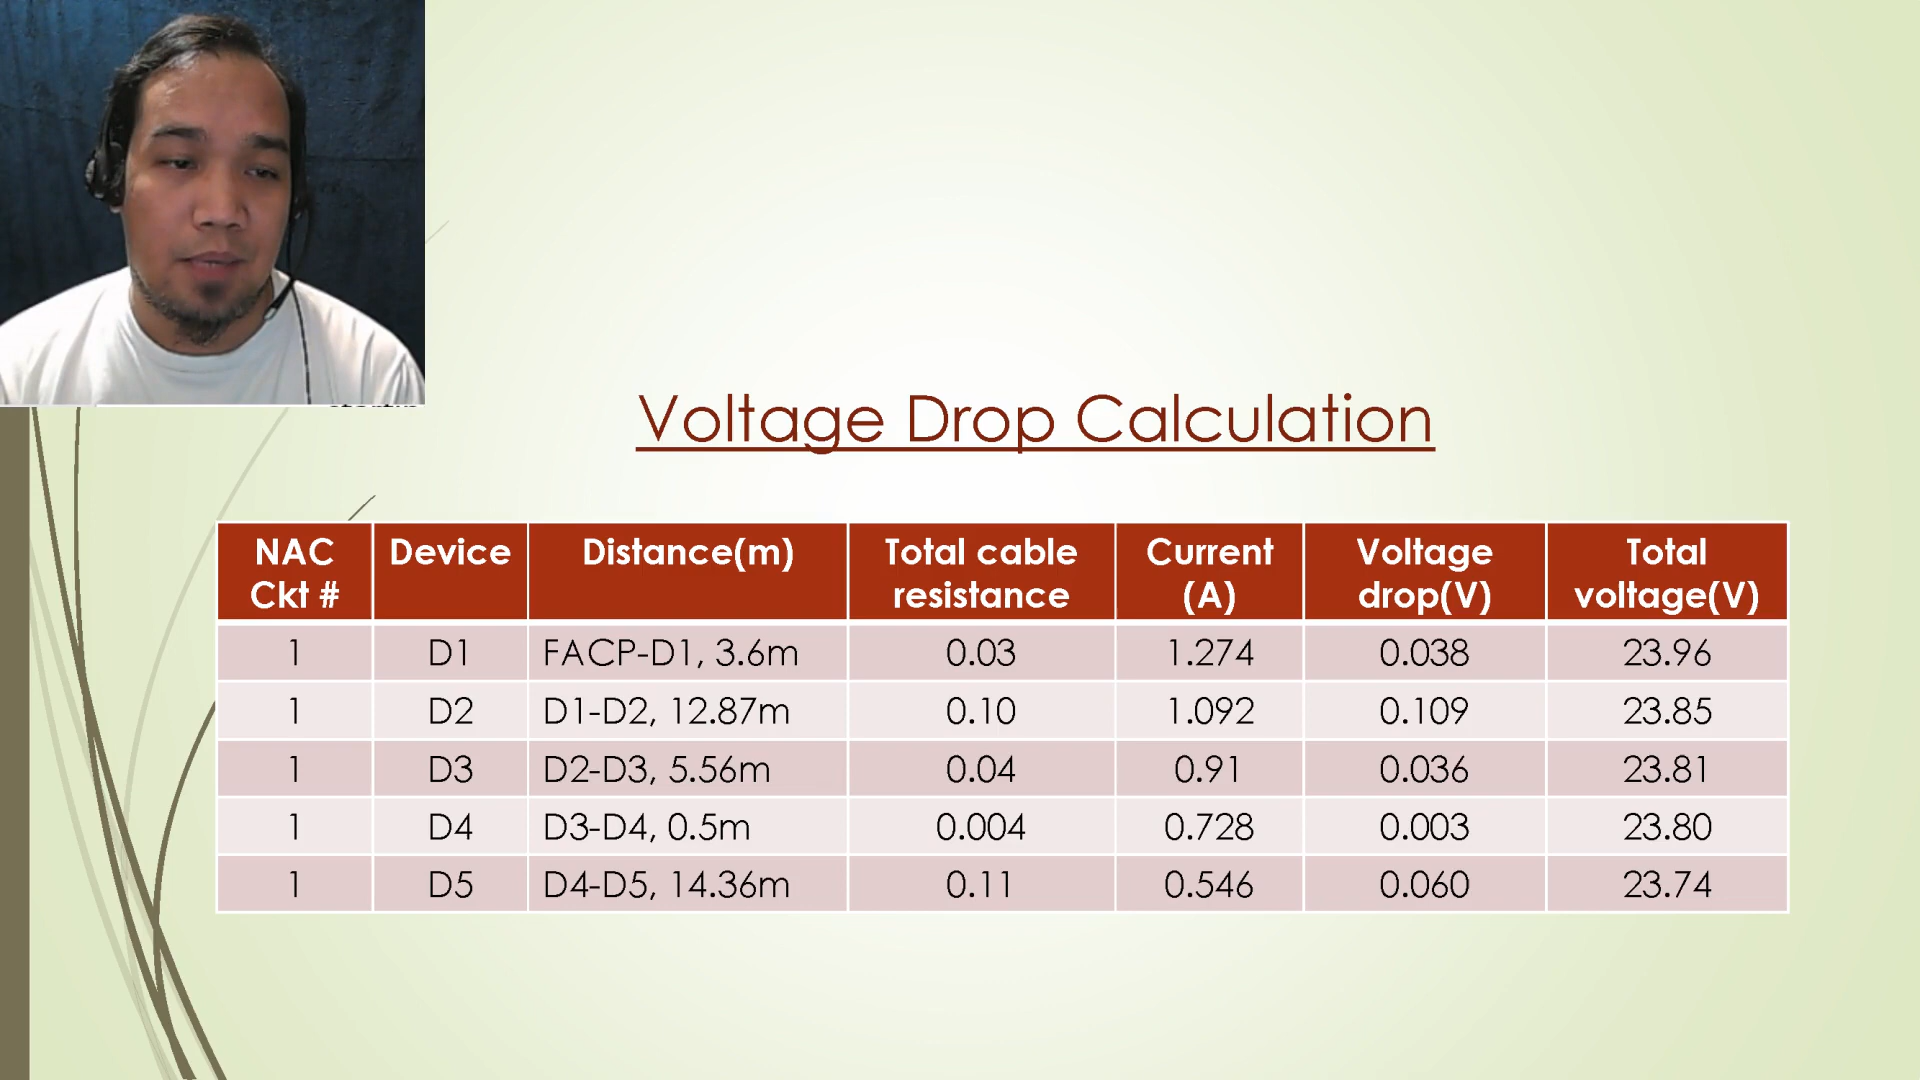 Voltage Drop Calculation
NAC Ckt # Device Distance(m) Total cable resistance Current (A) Voltage drop(V) Total voltage(V)
1 D1 FACP-D1, 3.6m 0.03 1.274 0.038 23.96
1 D2 D1-D2, 12.87m 0.10 1.092 0.109 23.85
1 D3 D2-D3, 5.56m 0.04 0.91 0.036 23.81
1 D4 D3-D4, 0.5m 0.004 0.728 0.003 23.80
1 D5 D4-D5, 14.36m 0.11 0.546 0.060 23.74